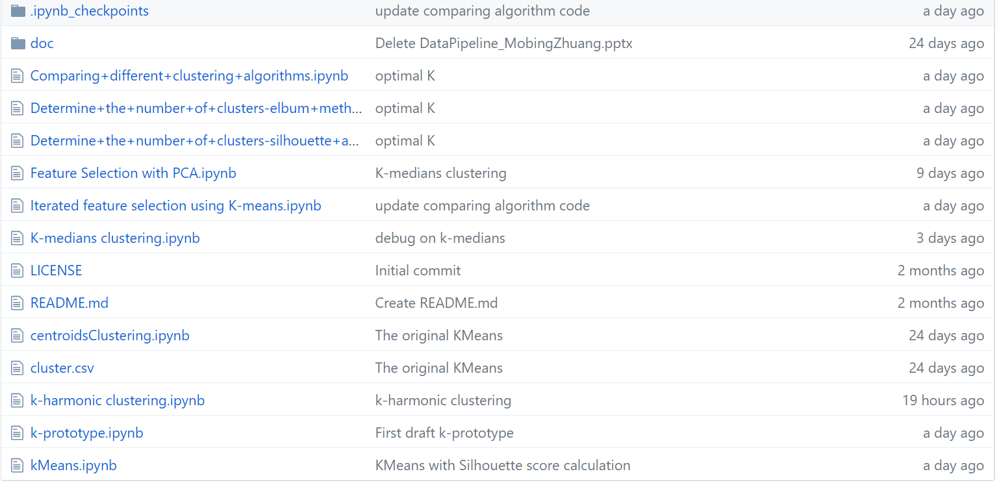 .ipynb_checkpoints update comparing algorithm code a day ago
doc Delete DataPipeline_MobingZhuang.pptx 24 days ago
Comparing+different+clustering+algorithms.ipynb optimal K a day ago
Determine+the+number+of+clusters-elbum+meth... optimal K a day ago
Determine+the+number+of+clusters-silhouette+a... optimal K a day ago
Feature Selection with PCA.ipynb K-medians clustering 9 days ago
Iterated feature selection using K-means.ipynb update comparing algorithm code a day ago
K-medians clustering.ipynb debug on k-medians 3 days ago
LICENSE Initial commit 2 months ago
README.md Create README.md 2 months ago
centroidsClustering.ipynb The original KMeans 24 days ago
cluster.csv The original KMeans 24 days ago
k-harmonic clustering.ipynb k-harmonic clustering 19 hours ago
k-prototype.ipynb First draft k-prototype a day ago
kMeans.ipynb KMeans with Silhouette score calculation a day ago